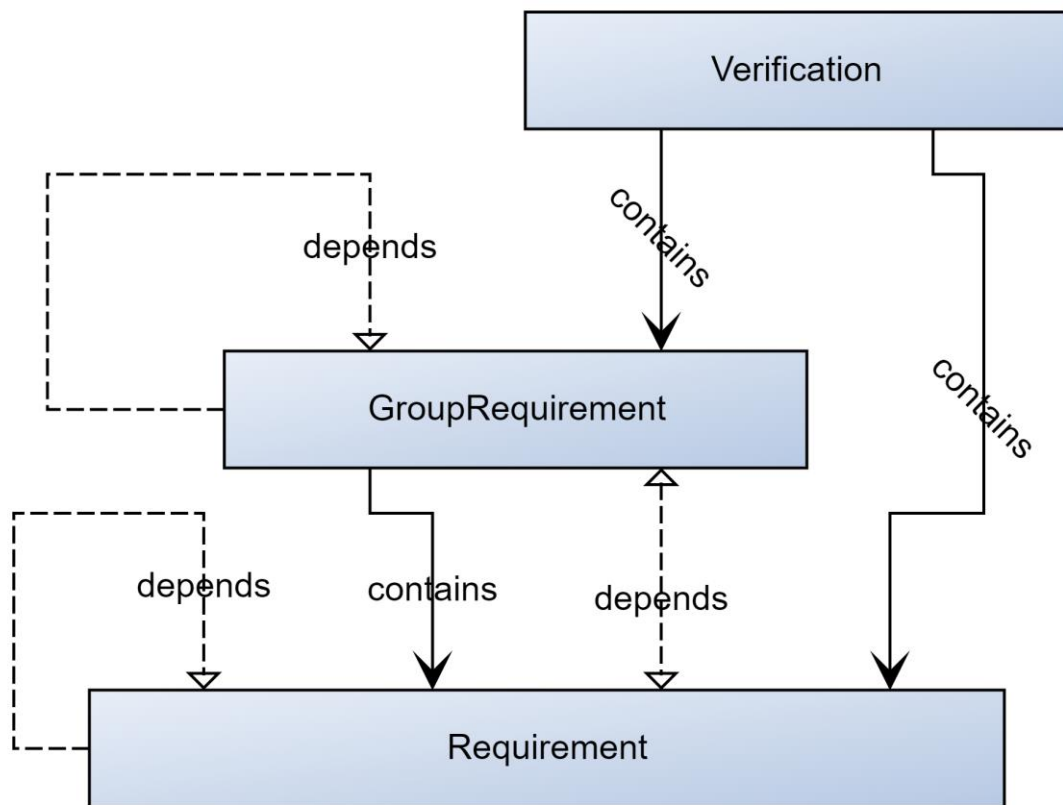 Verification
contains
depends
contains
GroupRequirement
depends
contains
depends
Requirement